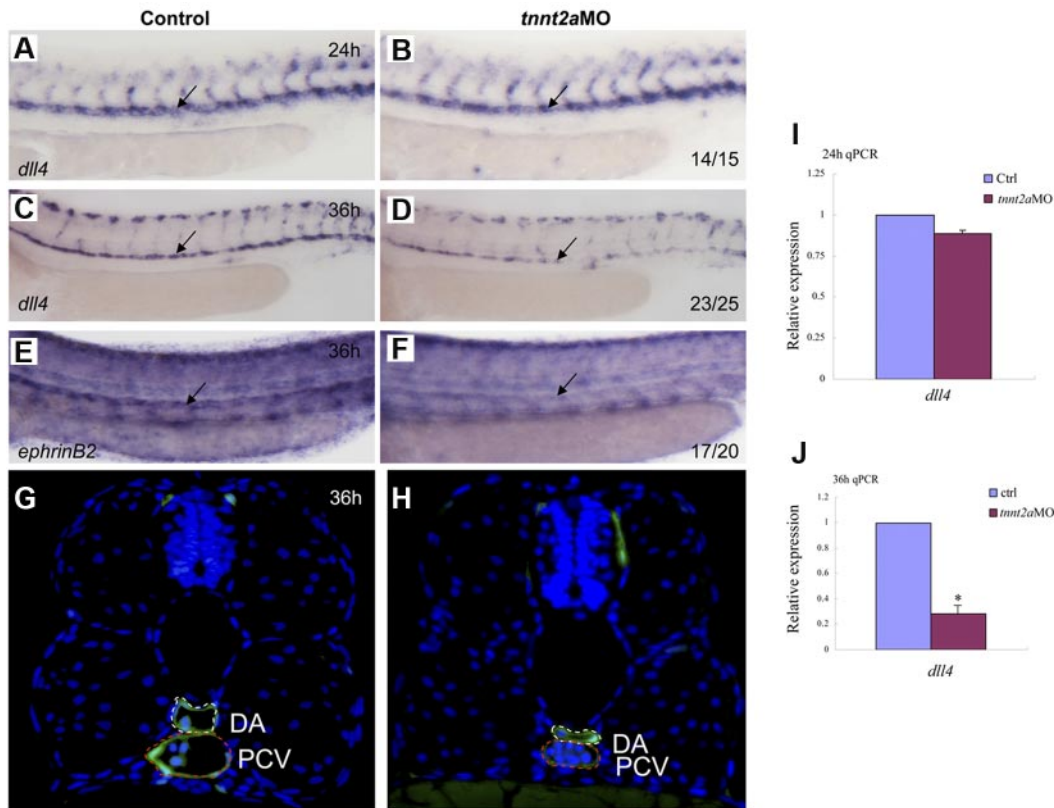 Control
tnnt2aMO
A
24h
dll4
B
14/15
C
36h
dll4
D
23/25
E
36h
ephrinB2
F
17/20
G
36h
DA
PCV
H
DA
PCV
I
24h qPCR
Relative expression
1.25
1
0.75
0.5
0.25
0
Ctrl
tnnt2aMO
dll4
J
36h qPCR
Relative expression
1.2
1
0.8
0.6
0.4
0.2
0
*
ctrl
tnnt2aMO
dll4